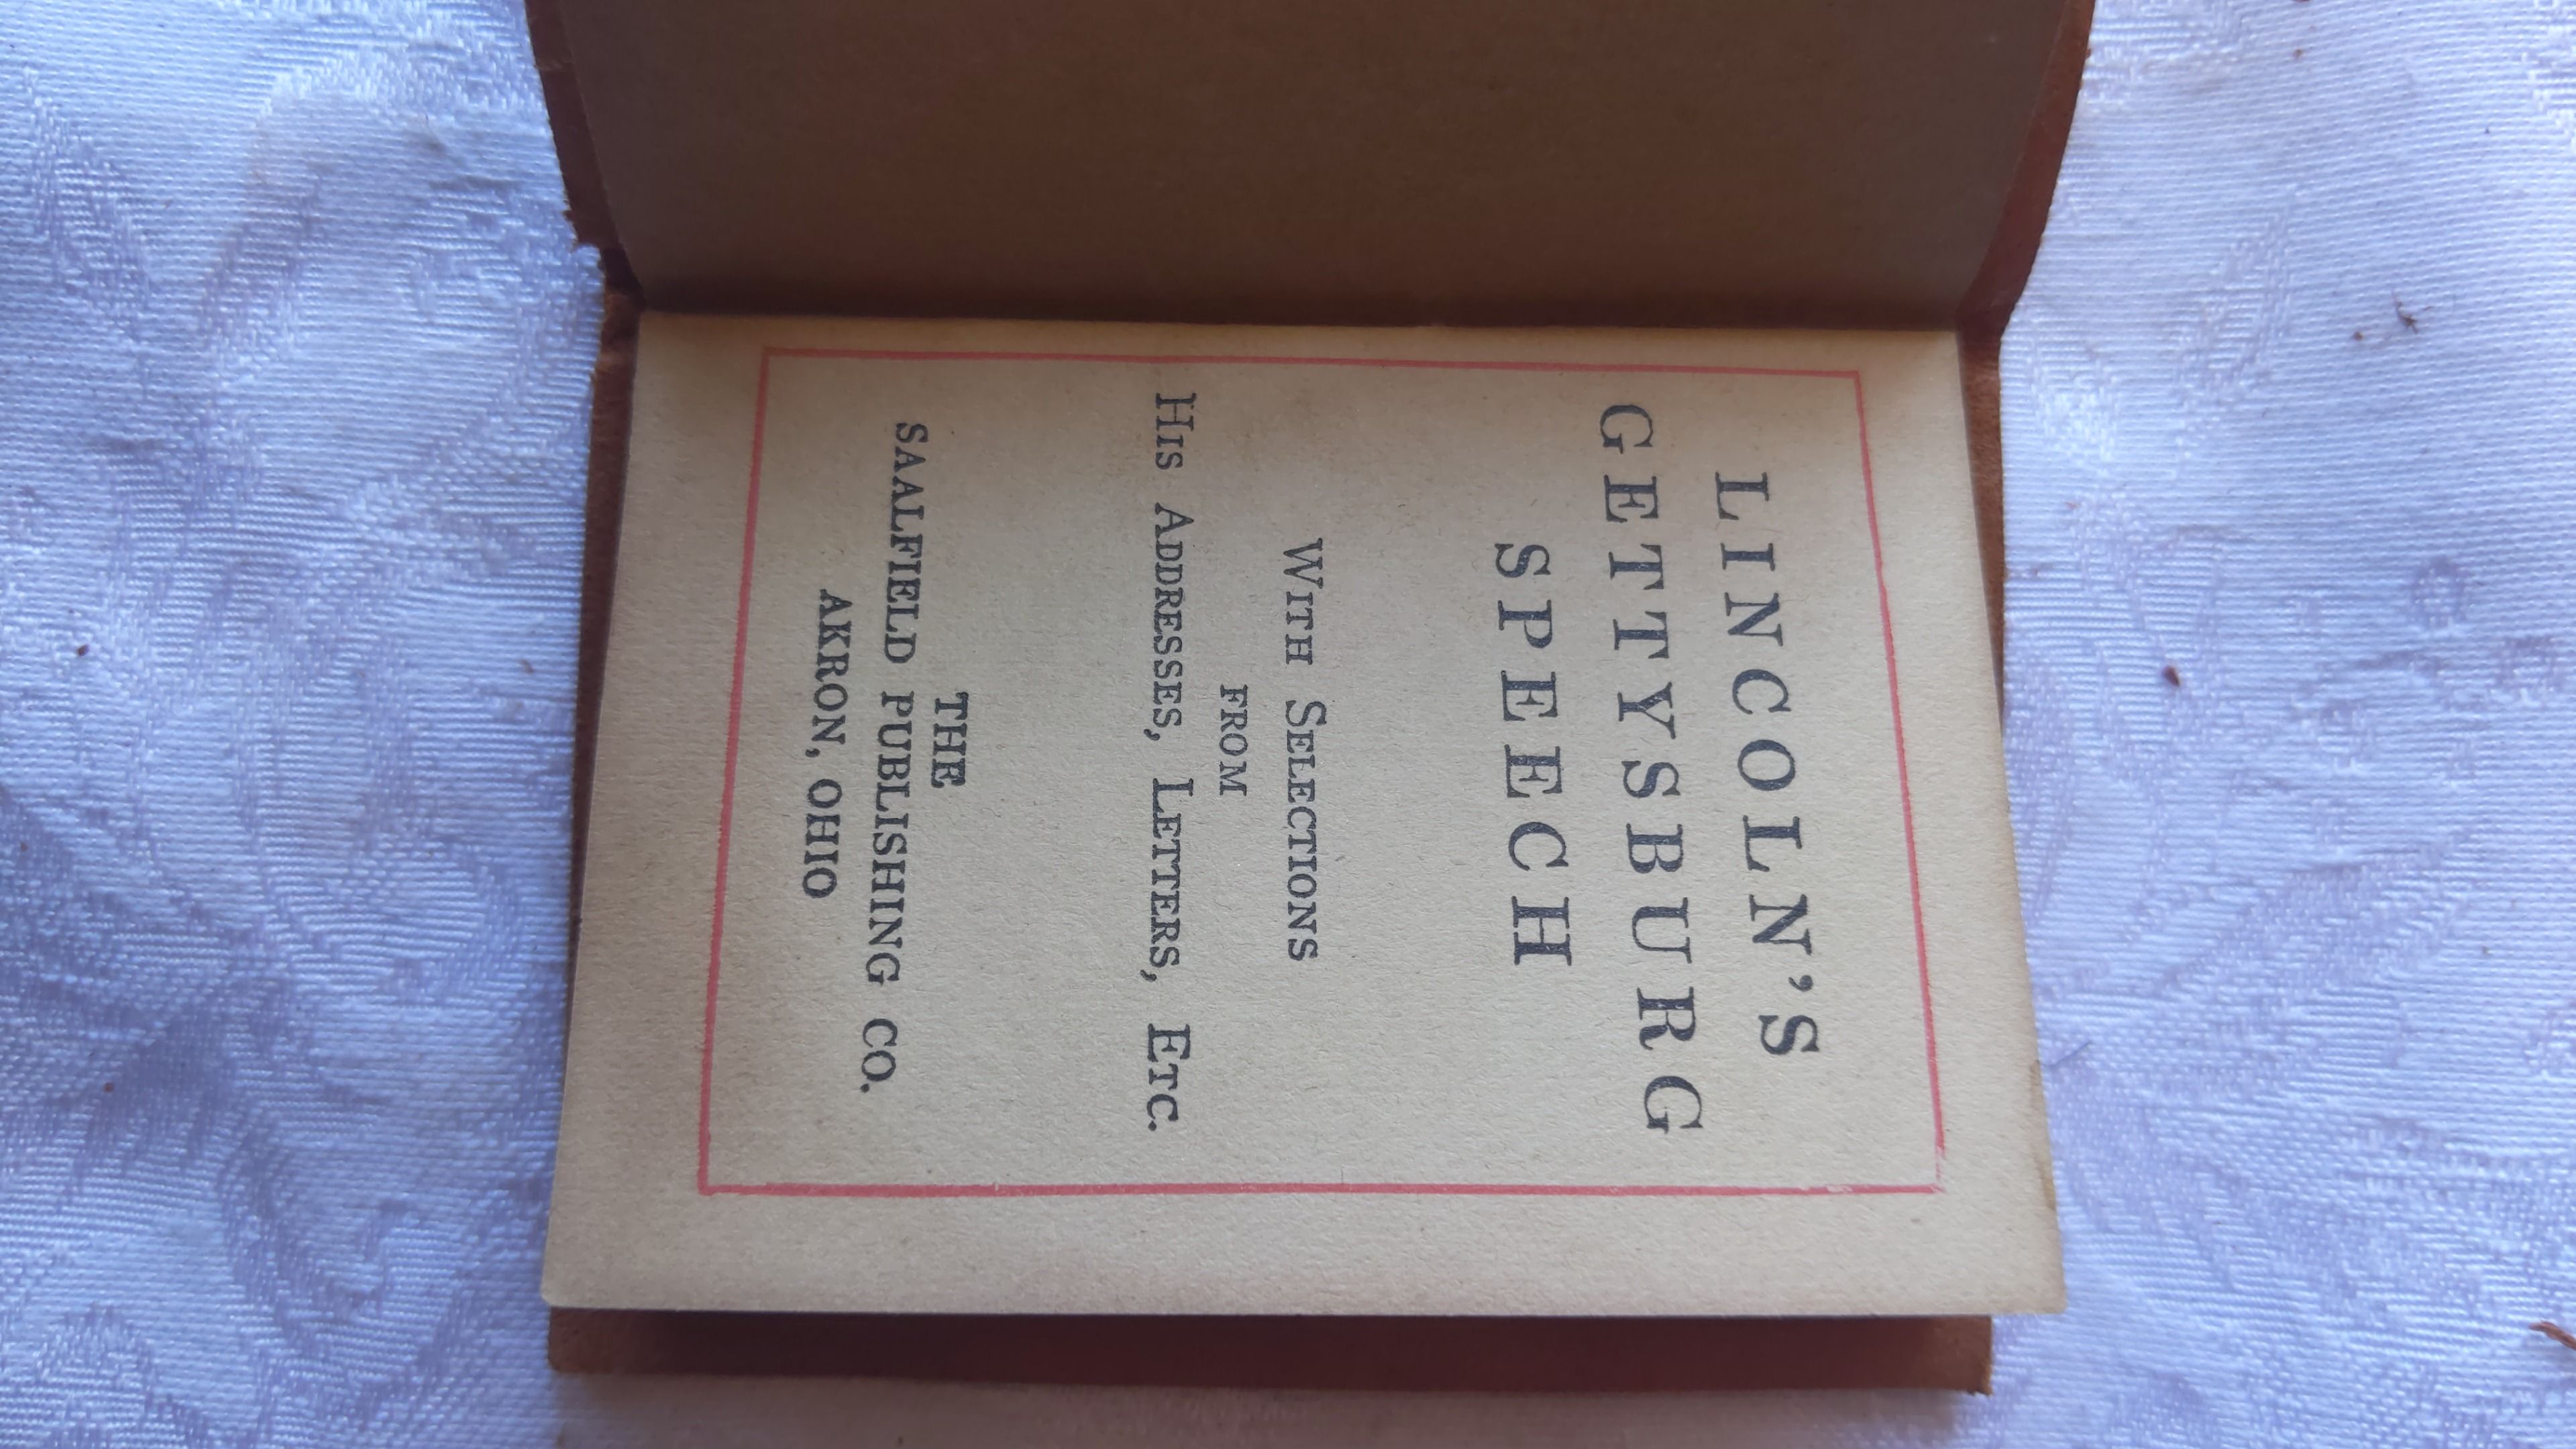 LINCOLN'S
GETTYSBURG
SPEECH
WITH SELECTIONS
FROM
HIS ADDRESSES, LETTERS, ETC.
THE
SAALFIELD PUBLISHING CO.
AKRON, OHIO